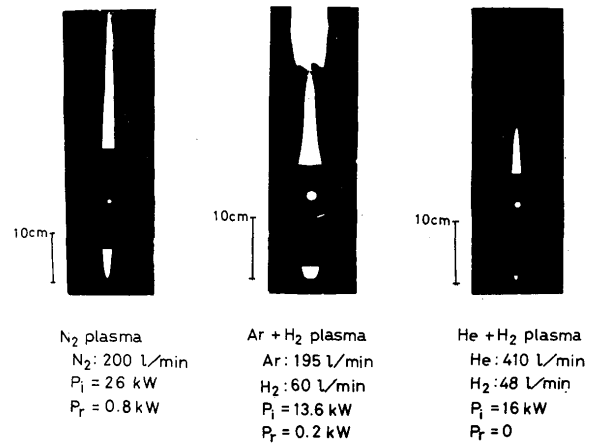 10cm
10cm
10cm
N₂ plasma
N₂: 200 l/min
Pᵢ = 26 kW
Pᵣ = 0.8 kW
Ar + H₂ plasma
Ar: 195 l/min
H₂: 60 l/min
Pᵢ = 13.6 kW
Pᵣ = 0.2 kW
He + H₂ plasma
He: 410 l/min
H₂: 48 l/min
Pᵢ = 16 kW
Pᵣ = 0